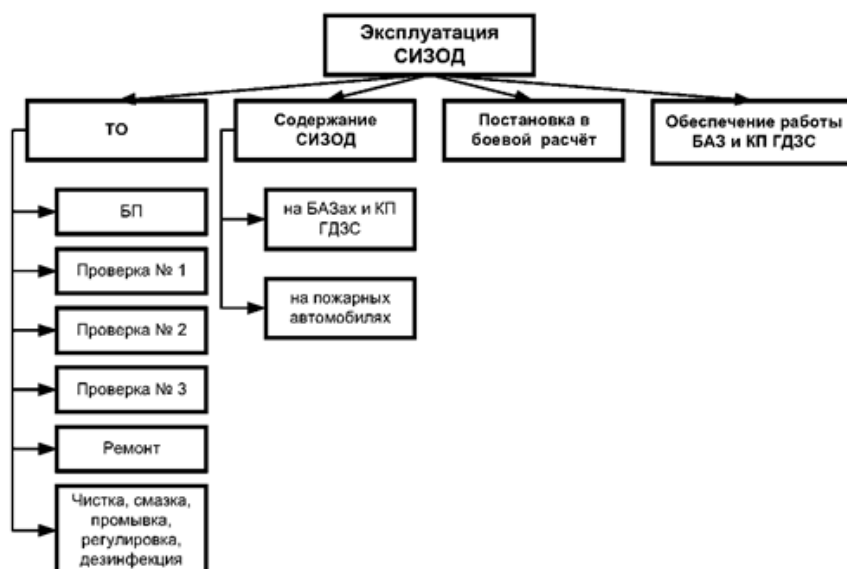 Эксплуатация
СИЗОД
ТО
Содержание
СИЗОД
Постановка в
боевой расчёт
Обеспечение работы
БАЗ и КП ГДЗС
БП
Проверка № 1
Проверка № 2
Проверка № 3
Ремонт
Чистка, смазка,
промывка,
регулировка,
дезинфекция
на БАЗах и КП
ГДЗС
на пожарных
автомобилях